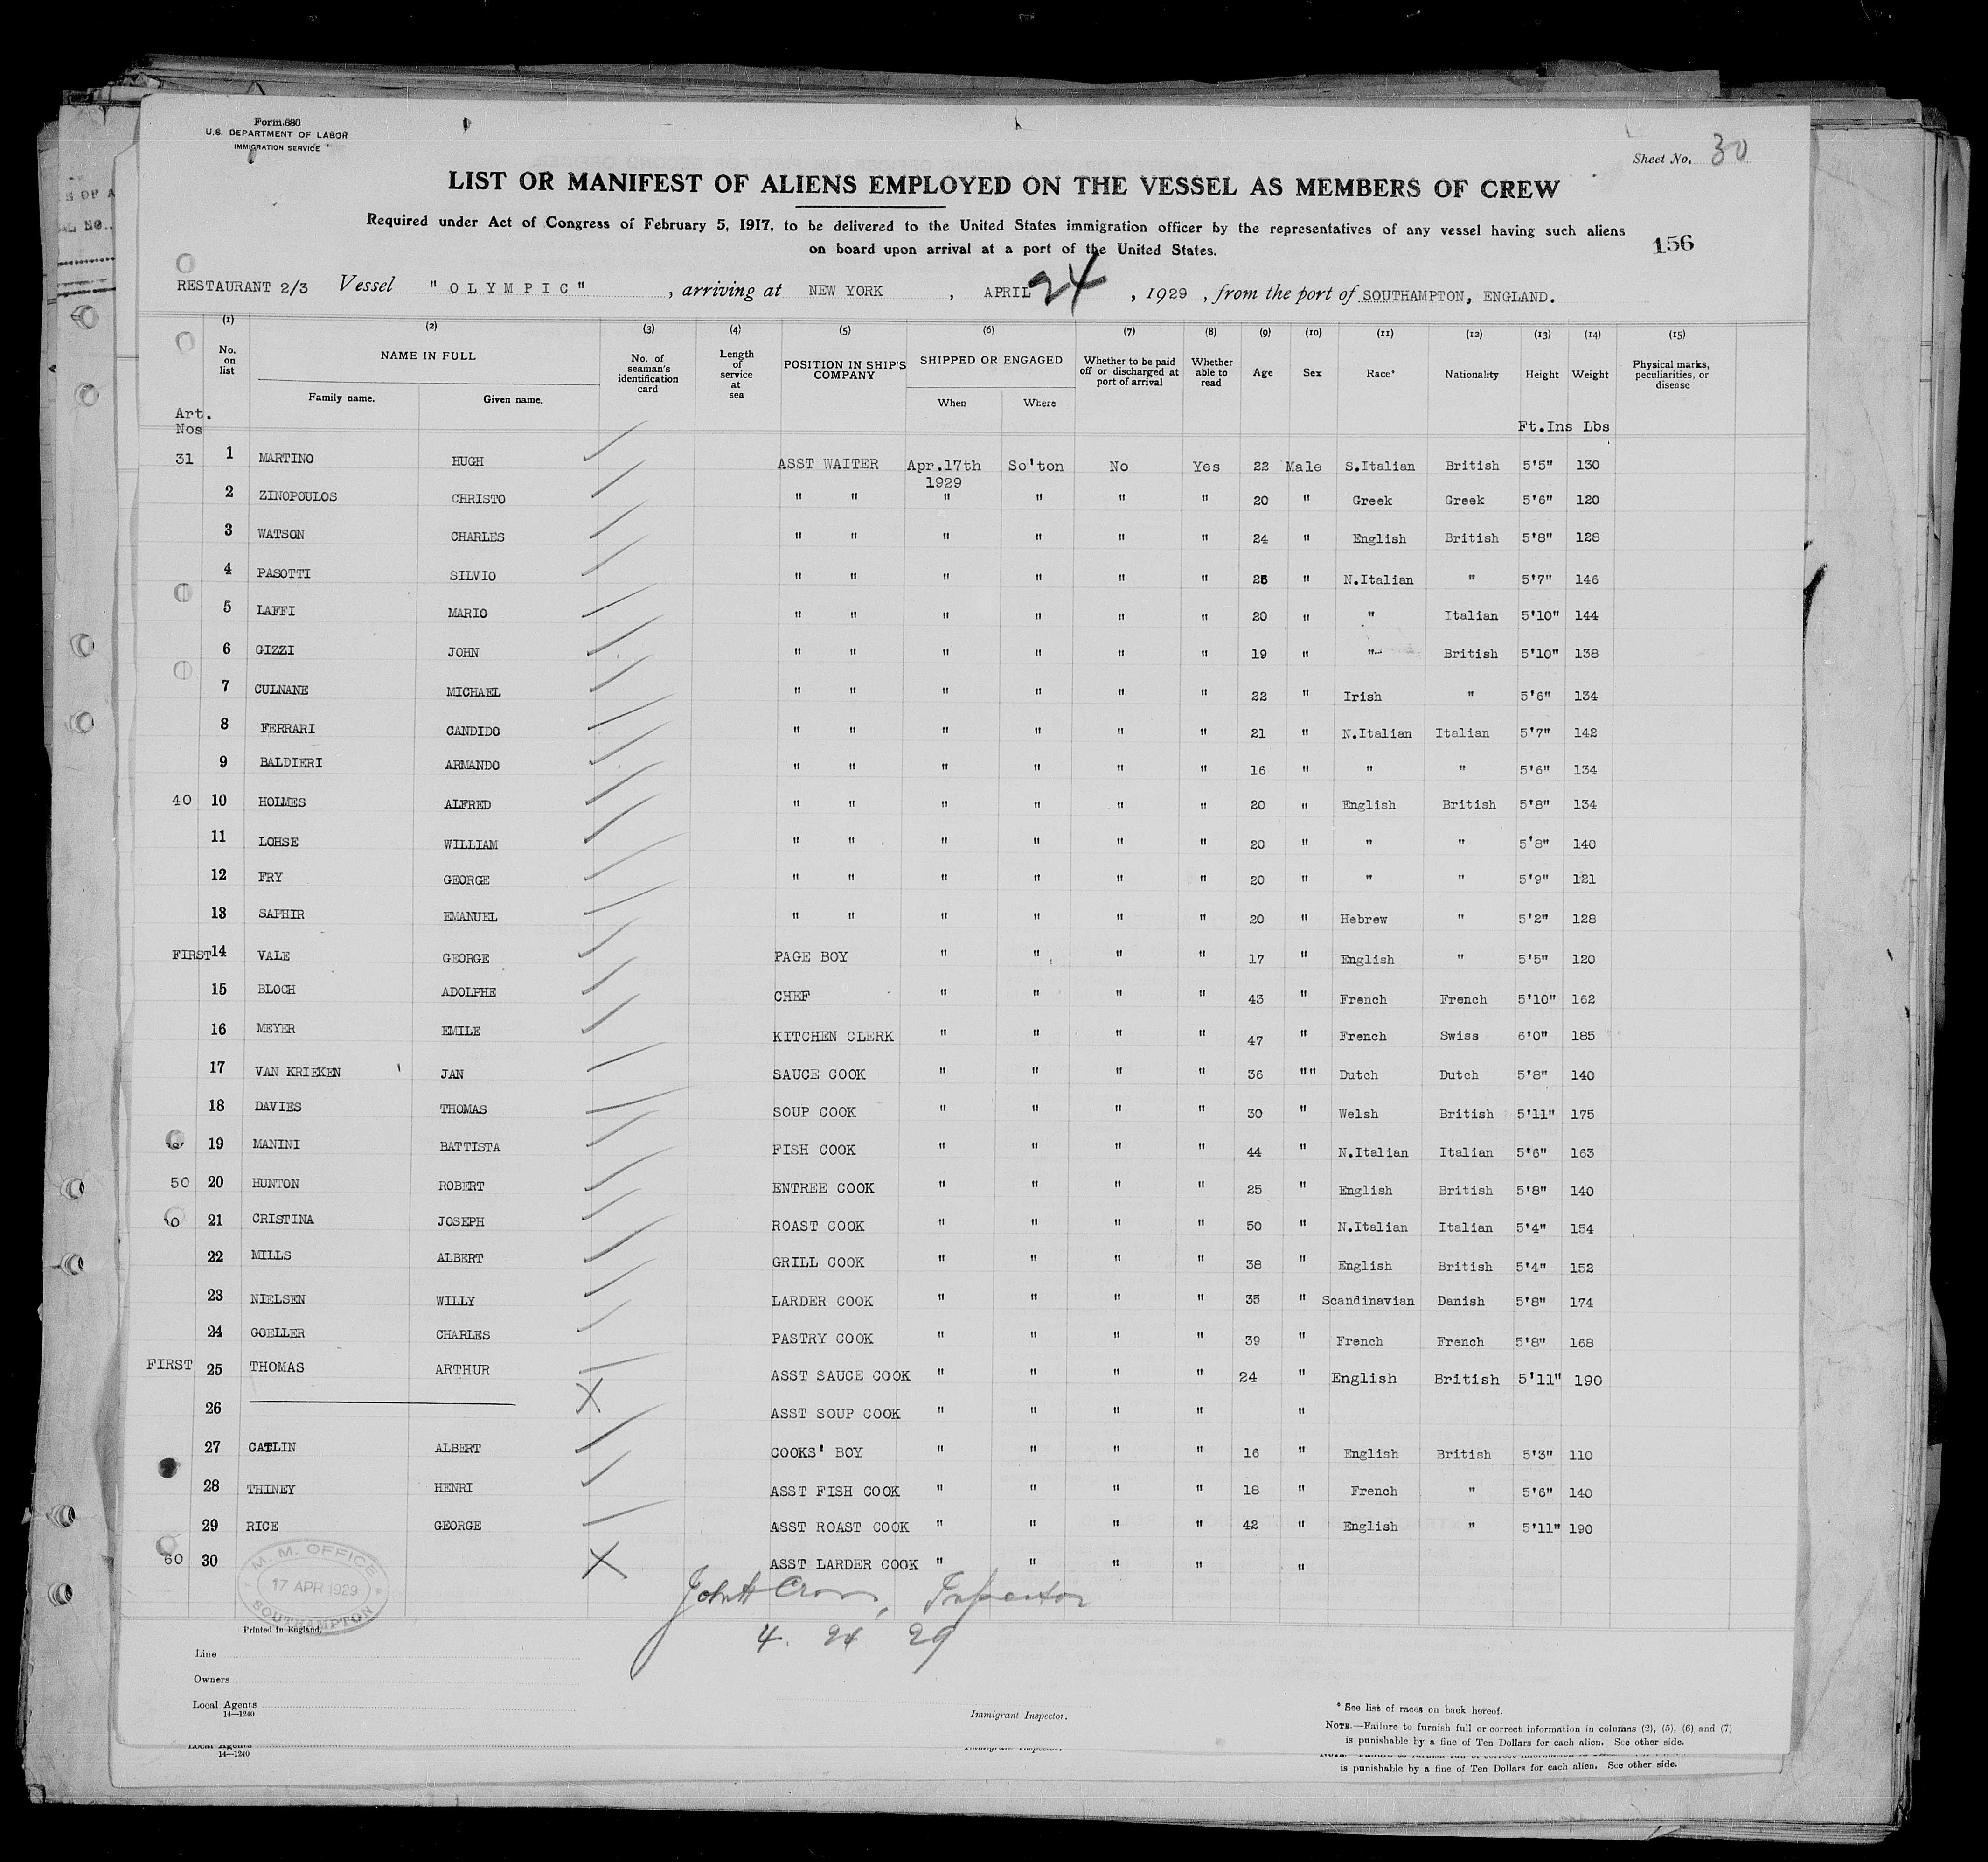 Form 680
U.S. DEPARTMENT OF LABOR
IMMIGRATION SERVICE
Sheet No. 30
LIST OR MANIFEST OF ALIENS EMPLOYED ON THE VESSEL AS MEMBERS OF CREW
Required under Act of Congress of February 5, 1917, to be delivered to the United States immigration officer by the representatives of any vessel having such aliens
on board upon arrival at a port of the United States.
156
RESTAURANT 2/3 Vessel "OLYMPIC", arriving at NEW YORK, APRIL 24, 1929, from the port of SOUTHAMPTON, ENGLAND.
(1) (2) (3) (4) (5) (6) (7) (8) (9) (10) (11) (12) (13) (14) (15)
No. on list NAME IN FULL Family name. Given name. No. of seaman's identification card Length of service at sea POSITION IN SHIP'S COMPANY SHIPPED OR ENGAGED When Where Whether to be paid off or discharged at port of arrival Whether able to read Age Sex Race* Nationality Height Weight Physical marks, peculiarities, or disease
Art. Nos Ft.Ins Lbs
31 1 MARTINO HUGH ASST WAITER Apr.17th 1929 So'ton No Yes 22 Male S.Italian British 5'5" 130
2 ZINOPOULOS CHRISTO " " " " " " 20 " Greek Greek 5'6" 120
3 WATSON CHARLES " " " " " " 24 " English British 5'8" 128
4 PASOTTI SILVIO " " " " " " " N.Italian " 5'7" 146
5 LAFFI MARIO " " " " " " 20 " " Italian 5'10" 144
6 GIZZI JOHN " " " " " " 19 " " British 5'10" 138
7 CULNANE MICHAEL " " " " " " 22 " Irish " 5'6" 134
8 FERRARI CANDIDO " " " " " " 21 " N.Italian Italian 5'7" 142
9 BALDIERI ARMANDO " " " " " " 16 " " " 5'6" 134
40 10 HOLMES ALFRED " " " " " " 20 " English British 5'8" 134
11 LOHSE WILLIAM " " " " " " 20 " " " 5'8" 140
12 FRY GEORGE " " " " " " 20 " " " 5'9" 121
13 SAPHIR EMANUEL " " " " " " 20 " Hebrew " 5'2" 128
FIRST 14 VALE GEORGE PAGE BOY " " " " 17 " English " 5'5" 120
15 BLOCH ADOLPHE CHEF " " " " 43 " French French 5'10" 162
16 MEYER EMILE KITCHEN CLERK " " " " 47 " French Swiss 6'0" 185
17 VAN KRIEKEN JAN SAUCE COOK " " " " 36 "" Dutch Dutch 5'8" 140
18 DAVIES THOMAS SOUP COOK " " " " 30 " Welsh British 5'11" 175
19 MANINI BATTISTA FISH COOK " " " " 44 " N.Italian Italian 5'6" 163
50 20 HUNTON ROBERT ENTREE COOK " " " " 25 " English British 5'8" 140
21 CRISTINA JOSEPH ROAST COOK " " " " 50 " N.Italian Italian 5'4" 154
22 MILLS ALBERT GRILL COOK " " " " 38 " English British 5'4" 152
23 NIELSEN WILLY LARDER COOK " " " " 35 " Scandinavian Danish 5'8" 174
24 GOELLER CHARLES PASTRY COOK " " " " 39 " French French 5'8" 168
FIRST 25 THOMAS ARTHUR ASST SAUCE COOK " " " " 24 " English British 5'11" 190
26 X ASST SOUP COOK " " " " "
27 CATLIN ALBERT COOKS' BOY " " " " 16 " English British 5'3" 110
28 THINEY HENRI ASST FISH COOK " " " " 18 " French " 5'6" 140
29 RICE GEORGE ASST ROAST COOK " " " " 42 " English " 5'11" 190
60 30 X ASST LARDER COOK " " " " "
M. M. OFFICE
17 APR 1929
SOUTHAMPTON
Inspector
4. 24 29
Printed in England.
Line
Owners
Local Agents
14—1240
Immigrant Inspector.
* See list of races on back hereof.
NOTE.—Failure to furnish full or correct information in columns (2), (5), (6) and (7)
is punishable by a fine of Ten Dollars for each alien. See other side.
14—1240
is punishable by a fine of Ten Dollars for each alien. See other side.